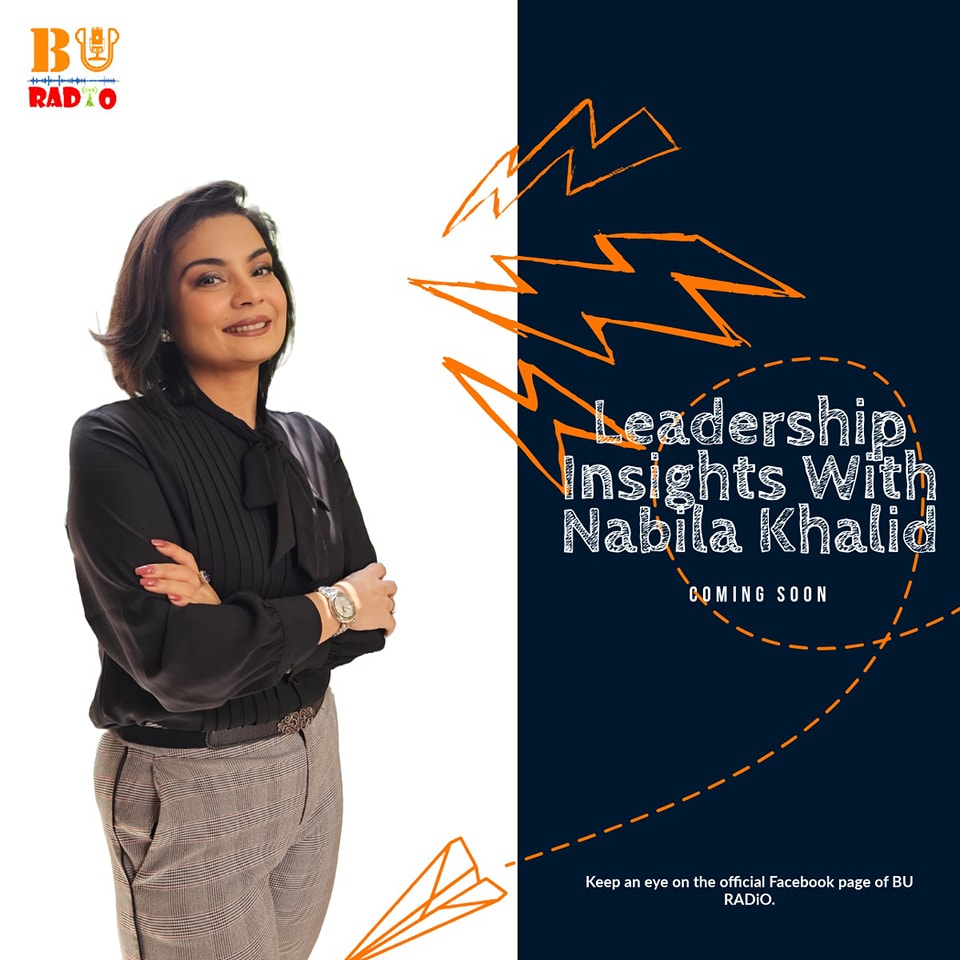 BU
RADiO
Leadership
Insights With
Nabila Khalid
COMING SOON
Keep an eye on the official Facebook page of BU
RADiO.